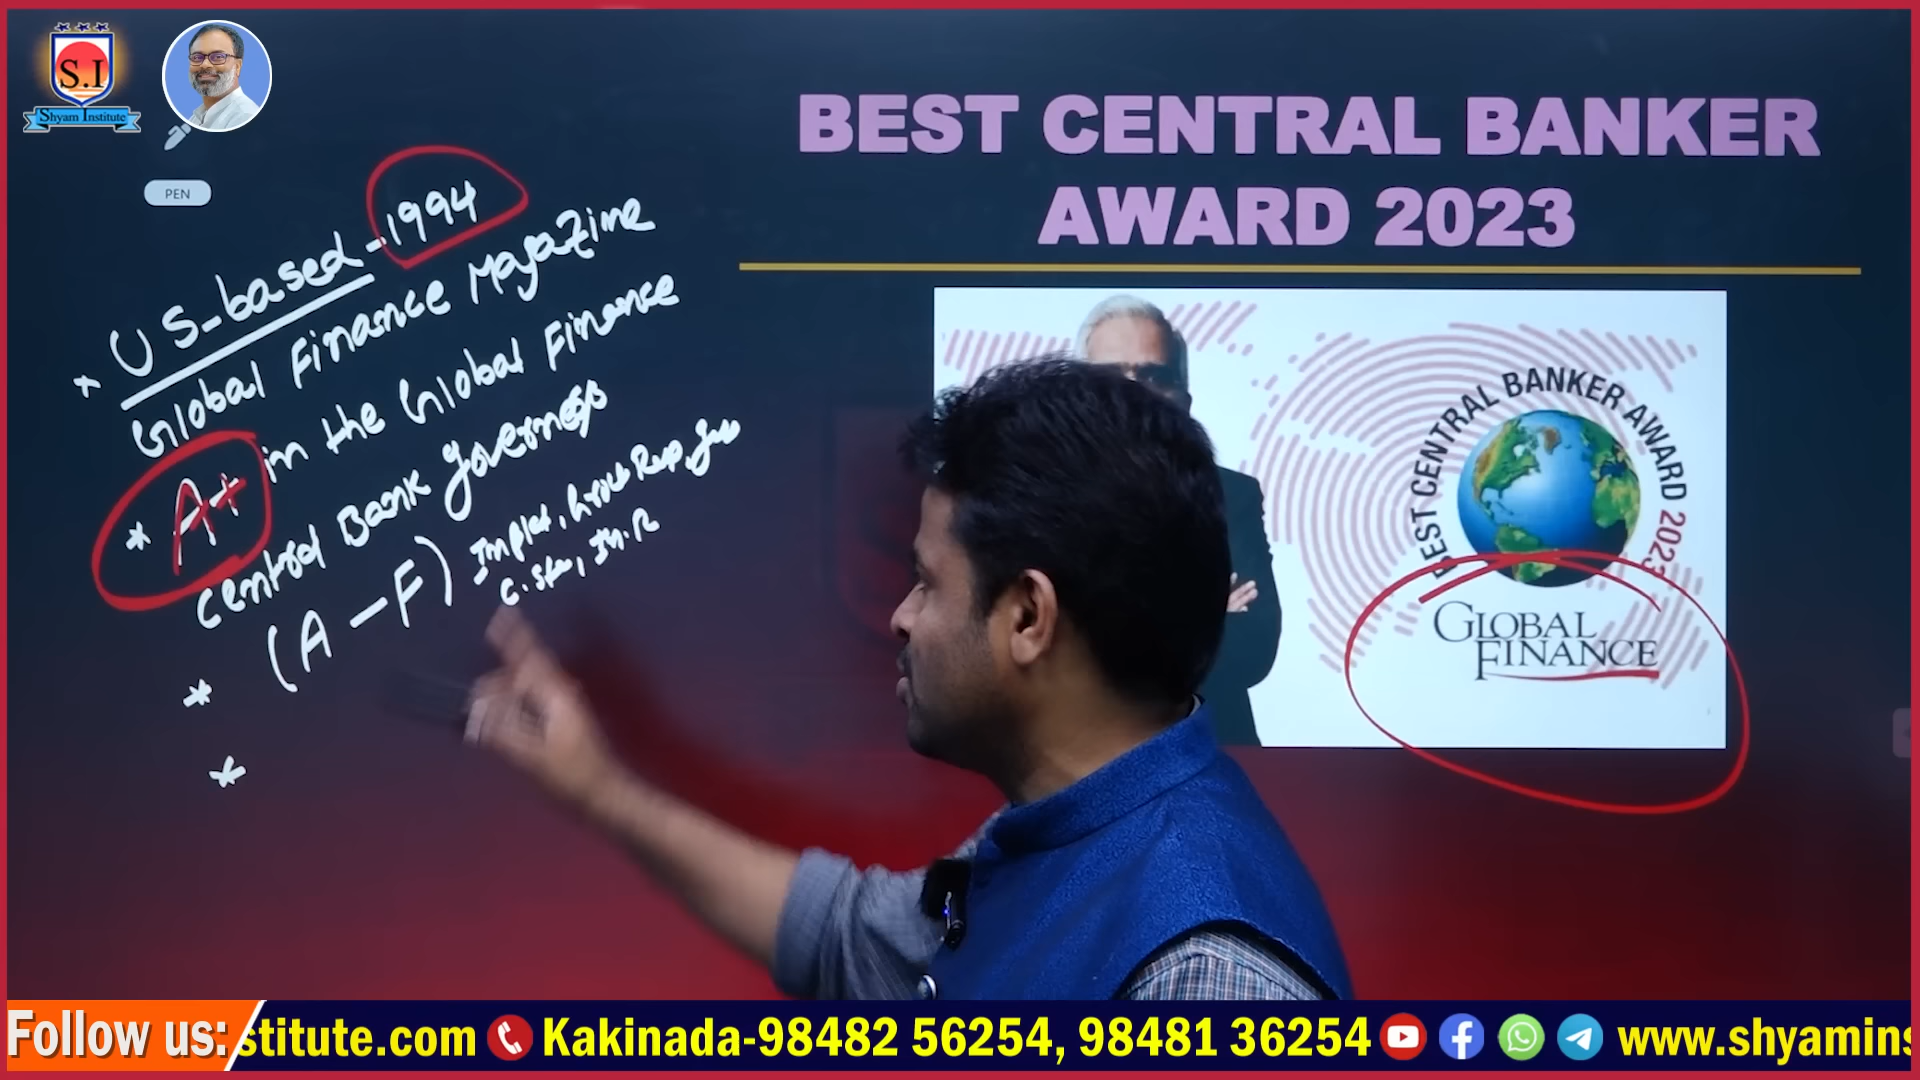 S.I
Shyam Institute
PEN
BEST CENTRAL BANKER
AWARD 2023
* US-based - 1994
Global Finance Magazine
* A+ in the Global Finance
Central Bank Governess
(A-F) Implet,
*
*
BEST CENTRAL BANKER AWARD 2023
GLOBAL
FINANCE
Follow us: stitute.com Kakinada-98482 56254, 98481 36254 www.shyamins